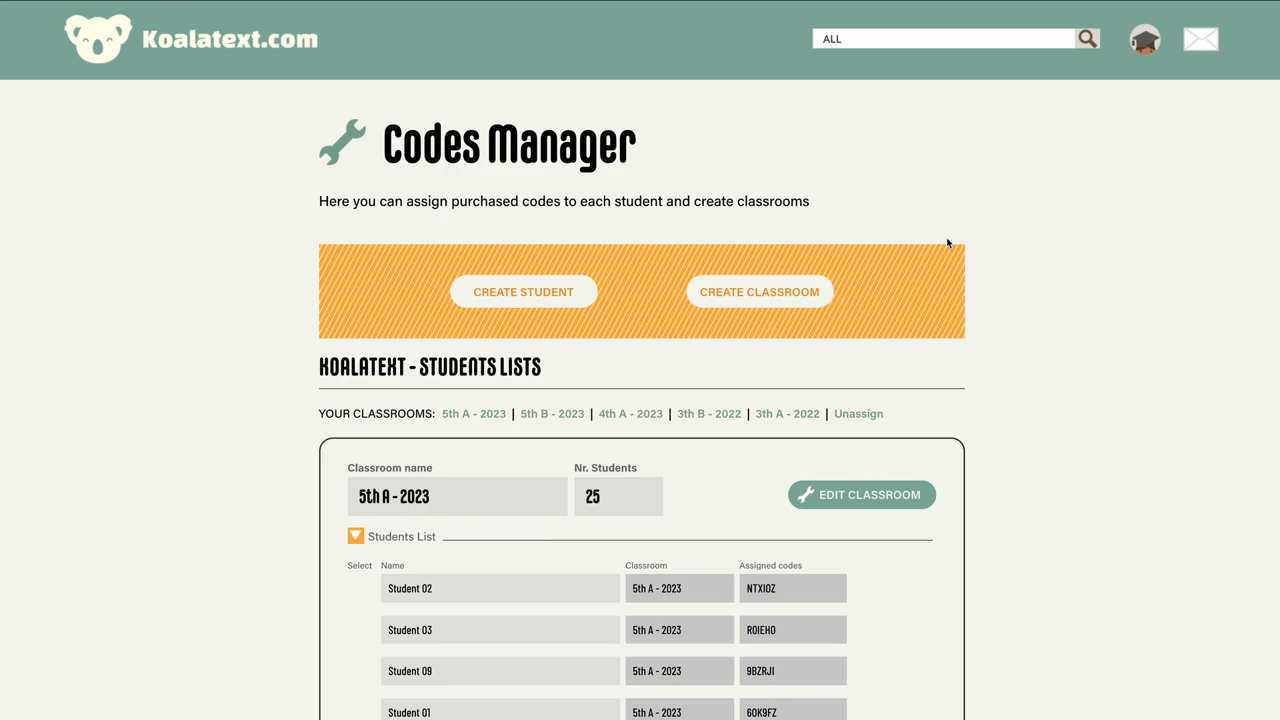 Koalatext.com
ALL
Codes Manager
Here you can assign purchased codes to each student and create classrooms
CREATE STUDENT
CREATE CLASSROOM
KOALATEXT - STUDENTS LISTS
YOUR CLASSROOMS: 5th A - 2023 | 5th B - 2023 | 4th A - 2023 | 3th B - 2022 | 3th A - 2022 | Unassign
Classroom name Nr. Students
5th A - 2023 25 EDIT CLASSROOM
Students List
Select Name Classroom Assigned codes
Student 02 5th A - 2023 NTXI0Z
Student 03 5th A - 2023 R0IEH0
Student 09 5th A - 2023 9BZRJI
Student 01 5th A - 2023 60K9FZ